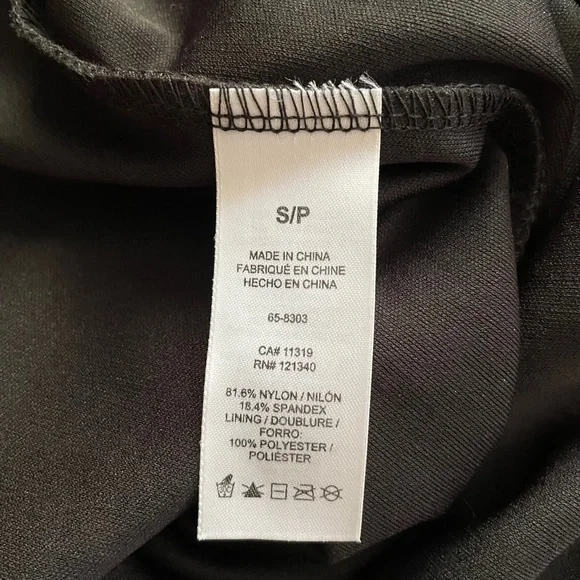 S/P
MADE IN CHINA
FABRIQUÉ EN CHINE
HECHO EN CHINA
65-8303
CA# 11319
RN# 121340
81.6% NYLON / NILÓN
18.4% SPANDEX
LINING / DOUBLURE /
FORRO:
100% POLYESTER /
POLIÉSTER